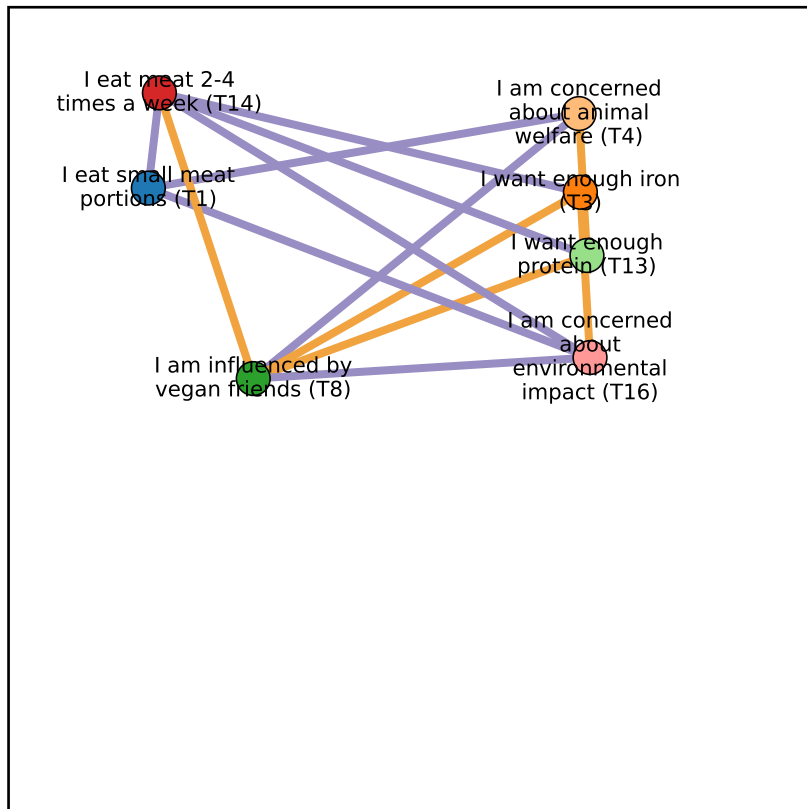 I eat meat 2-4
times a week (T14)
I eat small meat
portions (T1)
I am concerned
about animal
welfare (T4)
I want enough iron
(T3)
I want enough
protein (T13)
I am concerned
about
environmental
impact (T16)
I am influenced by
vegan friends (T8)